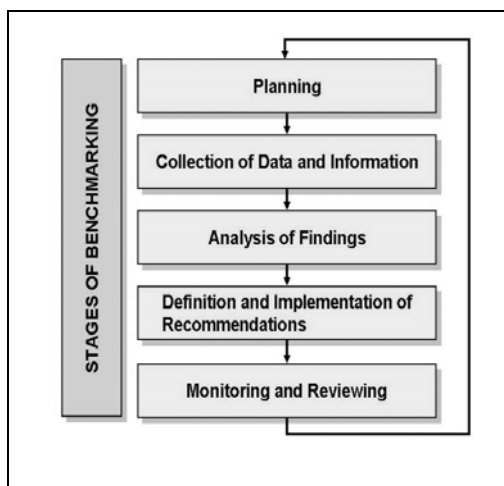 STAGES OF BENCHMARKING
Planning
Collection of Data and Information
Analysis of Findings
Definition and Implementation of
Recommendations
Monitoring and Reviewing